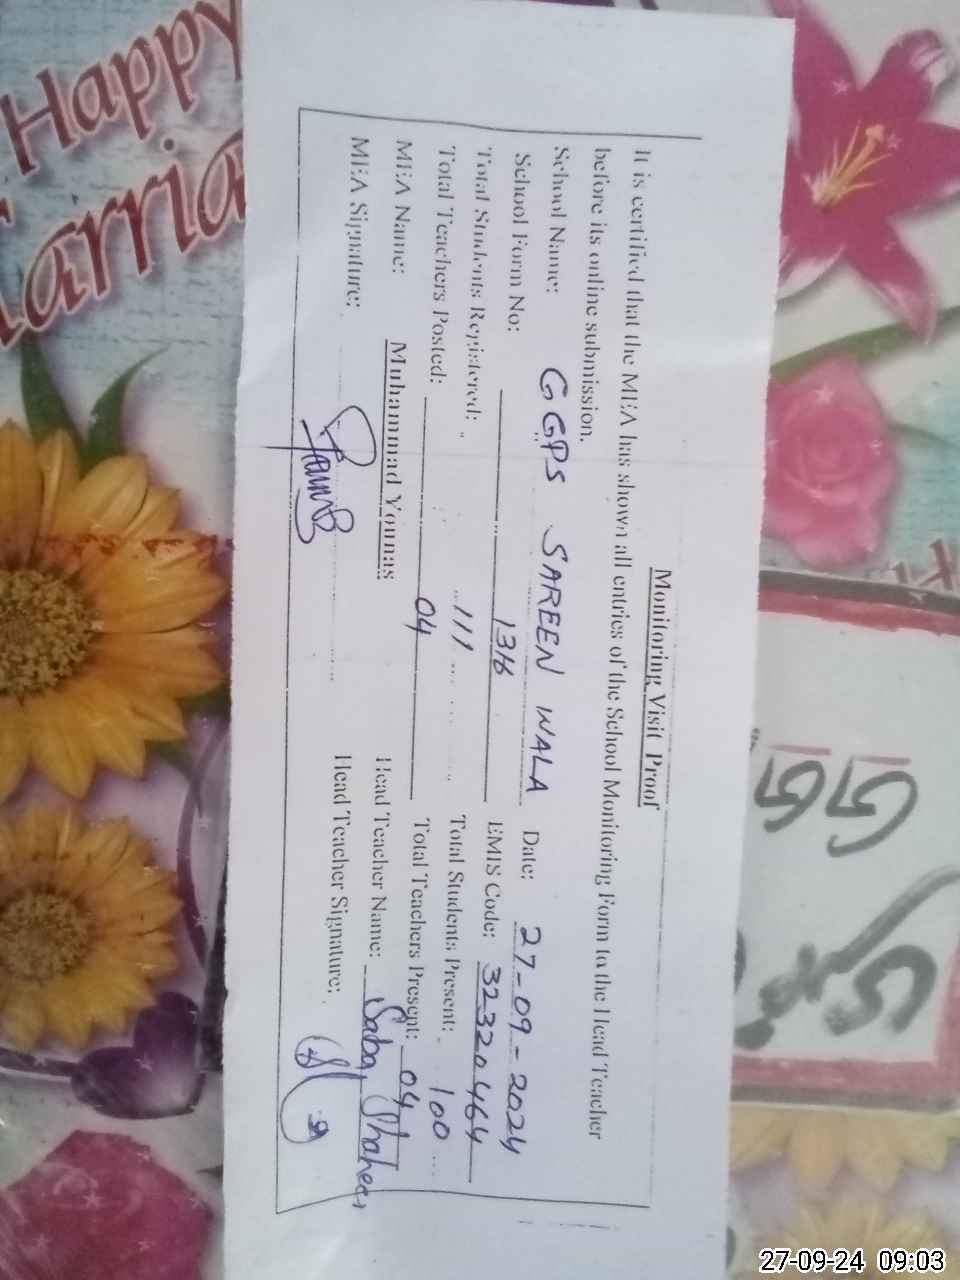 Happy
Monitoring Visit Proof
It is certified that the MEA has shown all entries of the School Monitoring Form to the Head Teacher
before its online submission.
School Name: GGPS SAREEN WALA Date: 27-09-2024
School Form No: 1316 EMIS Code: 32320464
Total Students Registered: 111 Total Students Present: 100
Total Teachers Posted: 04 Total Teachers Present: 04
MEA Name: Muhammad Younas Head Teacher Name: Saba Shaheen
MEA Signature: Head Teacher Signature:
27-09-24 09:03